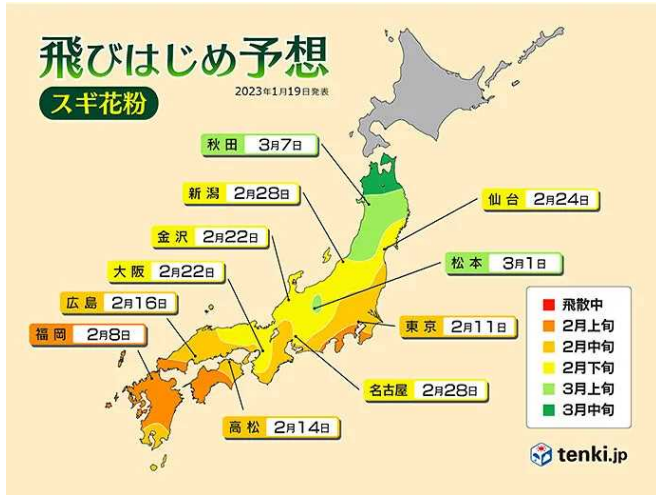 飛びはじめ予想
2023年1月19日発表
スギ花粉
秋田 3月7日
新潟 2月28日
仙台 2月24日
金沢 2月22日
大阪 2月22日
松本 3月1日
広島 2月16日
福岡 2月8日
東京 2月11日
名古屋 2月28日
高松 2月14日
飛散中
2月上旬
2月中旬
2月下旬
3月上旬
3月中旬
tenki.jp